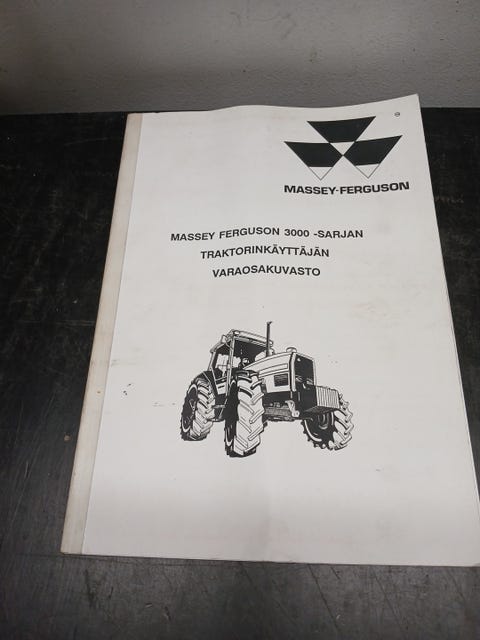 MASSEY-FERGUSON
MASSEY FERGUSON 3000 -SARJAN
TRAKTORINKÄYTTÄJÄN
VARAOSAKUVASTO